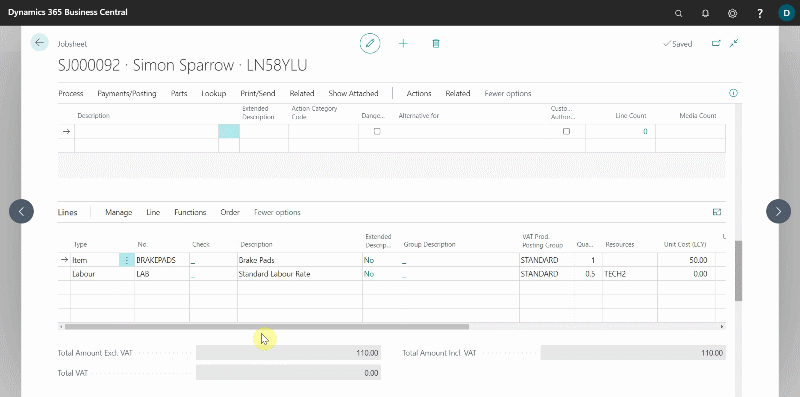 Dynamics 365 Business Central
?
D
Jobsheet
Saved
SJ000092 · Simon Sparrow · LN58YLU
Process Payments/Posting Parts Lookup Print/Send Related Show Attached Actions Related Fewer options
Description Extended Description Action Category Code Dange... Alternative for Custo... Author... Line Count Media Count
0
Lines Manage Line Functions Order Fewer options
Type No. Check Description Extended Descrip... Group Description VAT Prod. Posting Group Qua... Resources Unit Cost (LCY) U
Item BRAKEPADS _ Brake Pads No _ STANDARD 1 50.00
Labour LAB _ Standard Labour Rate No _ STANDARD 0.5 TECH2 0.00
Total Amount Excl. VAT 110.00 Total Amount Incl. VAT 110.00
Total VAT 0.00